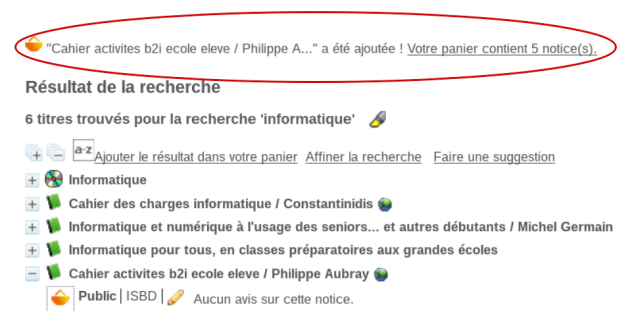 "Cahier activites b2i ecole eleve / Philippe A..." a été ajoutée ! Votre panier contient 5 notice(s).
Résultat de la recherche
6 titres trouvés pour la recherche 'informatique'
a-z Ajouter le résultat dans votre panier Affiner la recherche Faire une suggestion
Informatique
Cahier des charges informatique / Constantinidis
Informatique et numérique à l'usage des seniors... et autres débutants / Michel Germain
Informatique pour tous, en classes préparatoires aux grandes écoles
Cahier activites b2i ecole eleve / Philippe Aubray
Public | ISBD | Aucun avis sur cette notice.